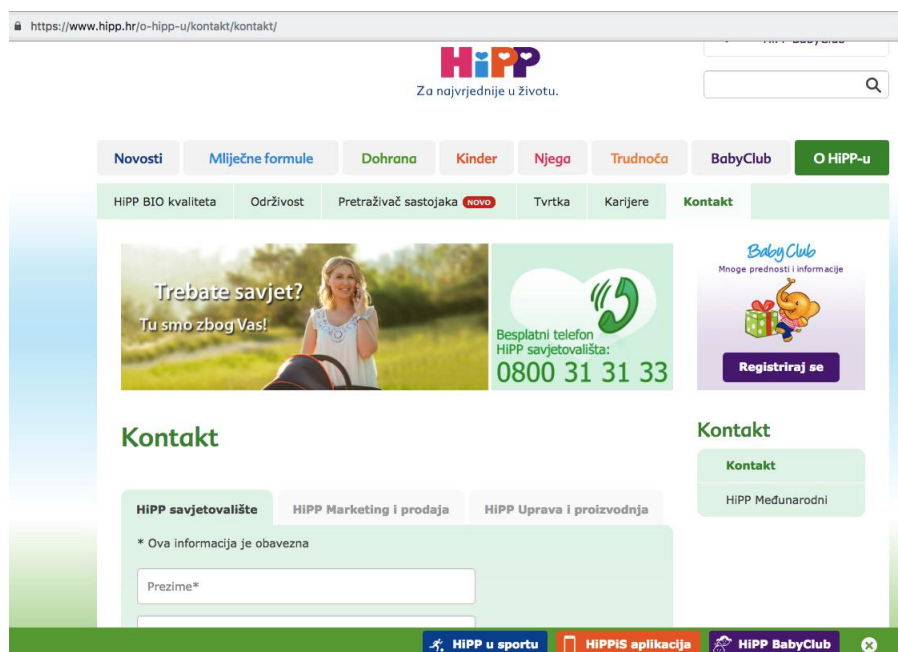 https://www.hipp.hr/o-hipp-u/kontakt/kontakt/
HiPP BabyClub
HiPP
Za najvrjednije u životu.
Novosti Mliječne formule Dohrana Kinder Njega Trudnoća BabyClub O HiPP-u
HiPP BIO kvaliteta Održivost Pretraživač sastojaka NOVO Tvrtka Karijere Kontakt
Trebate savjet?
Tu smo zbog Vas!
Besplatni telefon
HiPP savjetovališta:
0800 31 31 33
BabyClub
Mnoge prednosti i informacije
Registriraj se
Kontakt
Kontakt
Kontakt
HiPP Međunarodni
HiPP savjetovalište HiPP Marketing i prodaja HiPP Uprava i proizvodnja
* Ova informacija je obavezna
Prezime*
HiPP u sportu HiPPiS aplikacija HiPP BabyClub